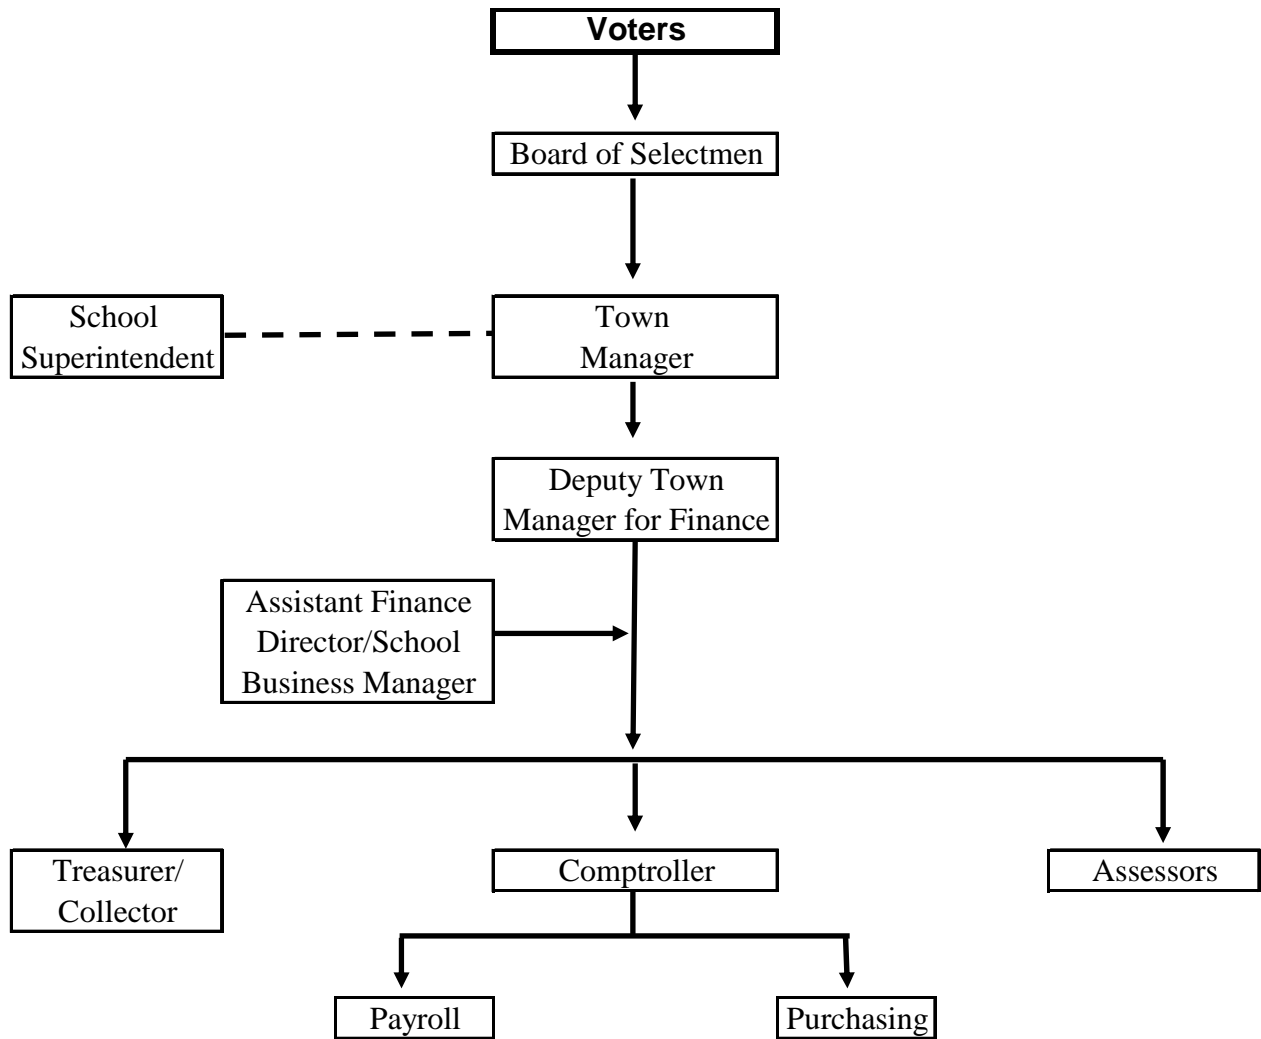 Voters
Board of Selectmen
School
Superintendent
Town
Manager
Deputy Town
Manager for Finance
Assistant Finance
Director/School
Business Manager
Treasurer/
Collector
Comptroller
Assessors
Payroll
Purchasing